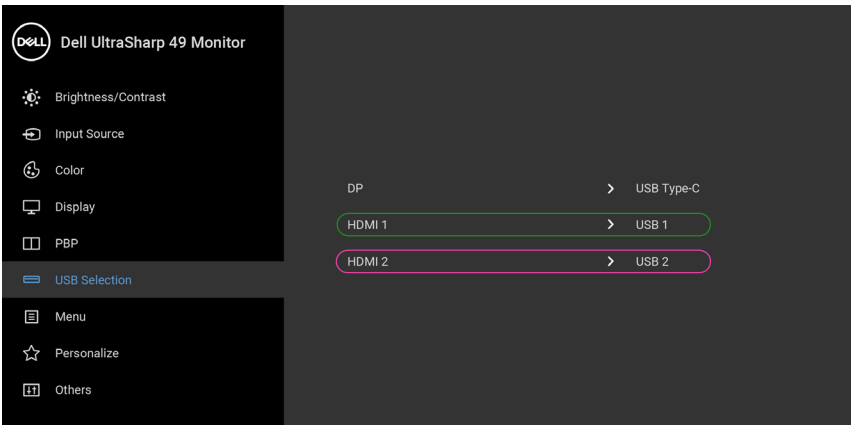 DELL Dell UltraSharp 49 Monitor
Brightness/Contrast
Input Source
Color
Display
PBP
USB Selection
Menu
Personalize
Others
DP > USB Type-C
HDMI 1 > USB 1
HDMI 2 > USB 2